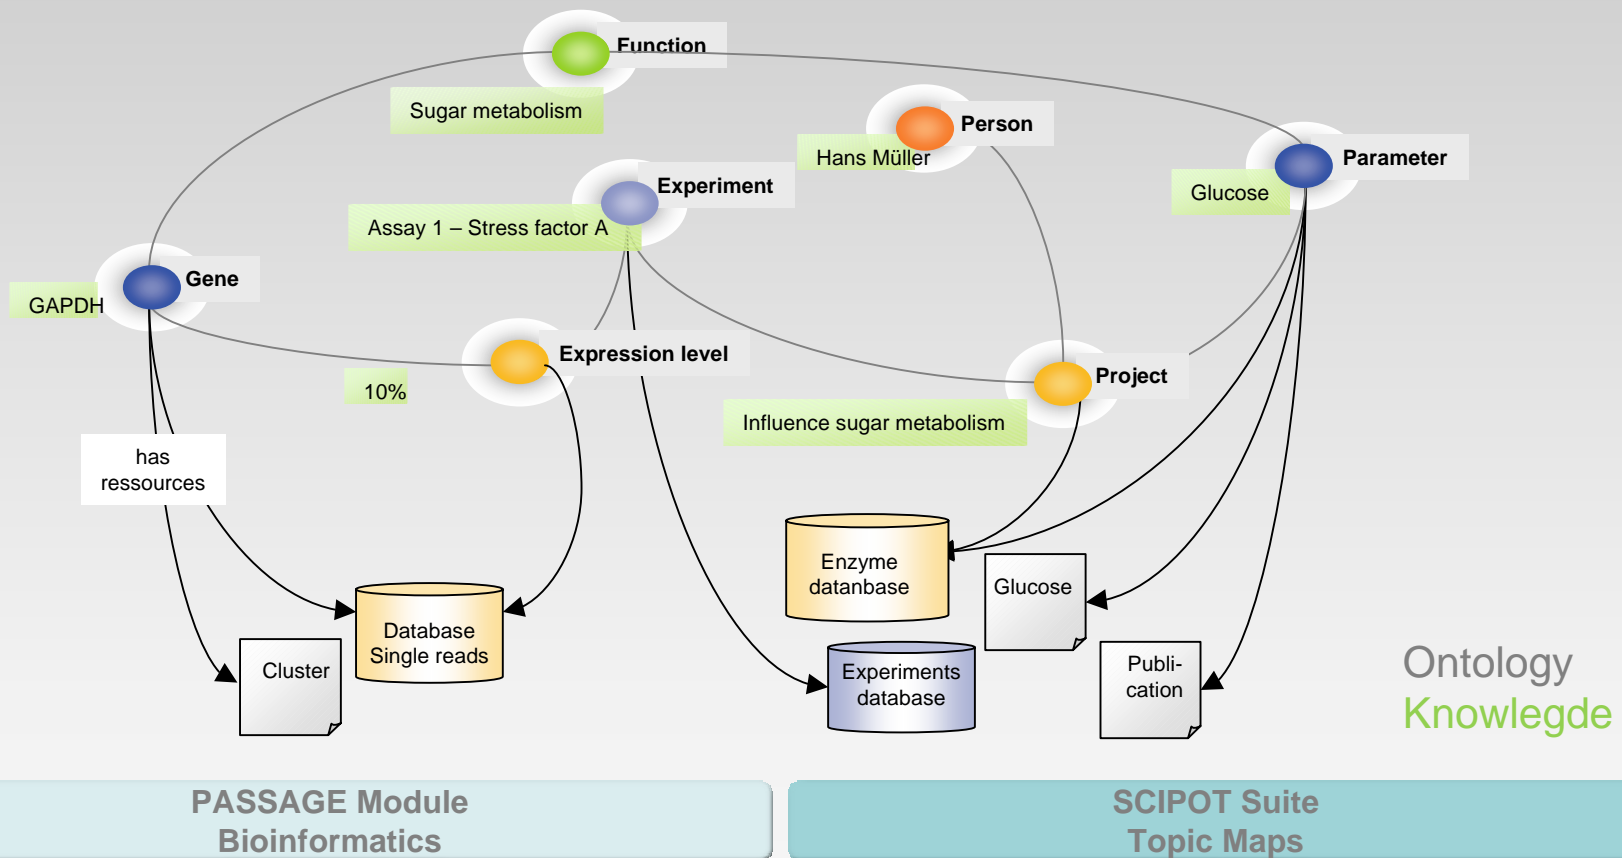 Function
Sugar metabolism
Person
Hans Müller
Parameter
Glucose
Experiment
Assay 1 – Stress factor A
Gene
GAPDH
Expression level
10%
Project
Influence sugar metabolism
has
ressources
Enzyme
datanbase
Glucose
Database
Single reads
Cluster
Experiments
database
Publi-
cation
Ontology
Knowlegde
PASSAGE Module
Bioinformatics
SCIPOT Suite
Topic Maps